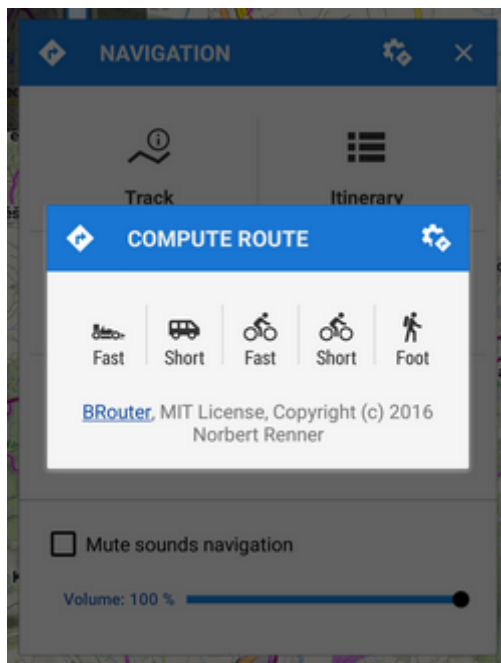 NAVIGATION
Track
Itinerary
COMPUTE ROUTE
Fast
Short
Fast
Short
Foot
BRouter, MIT License, Copyright (c) 2016
Norbert Renner
Mute sounds navigation
Volume: 100 %